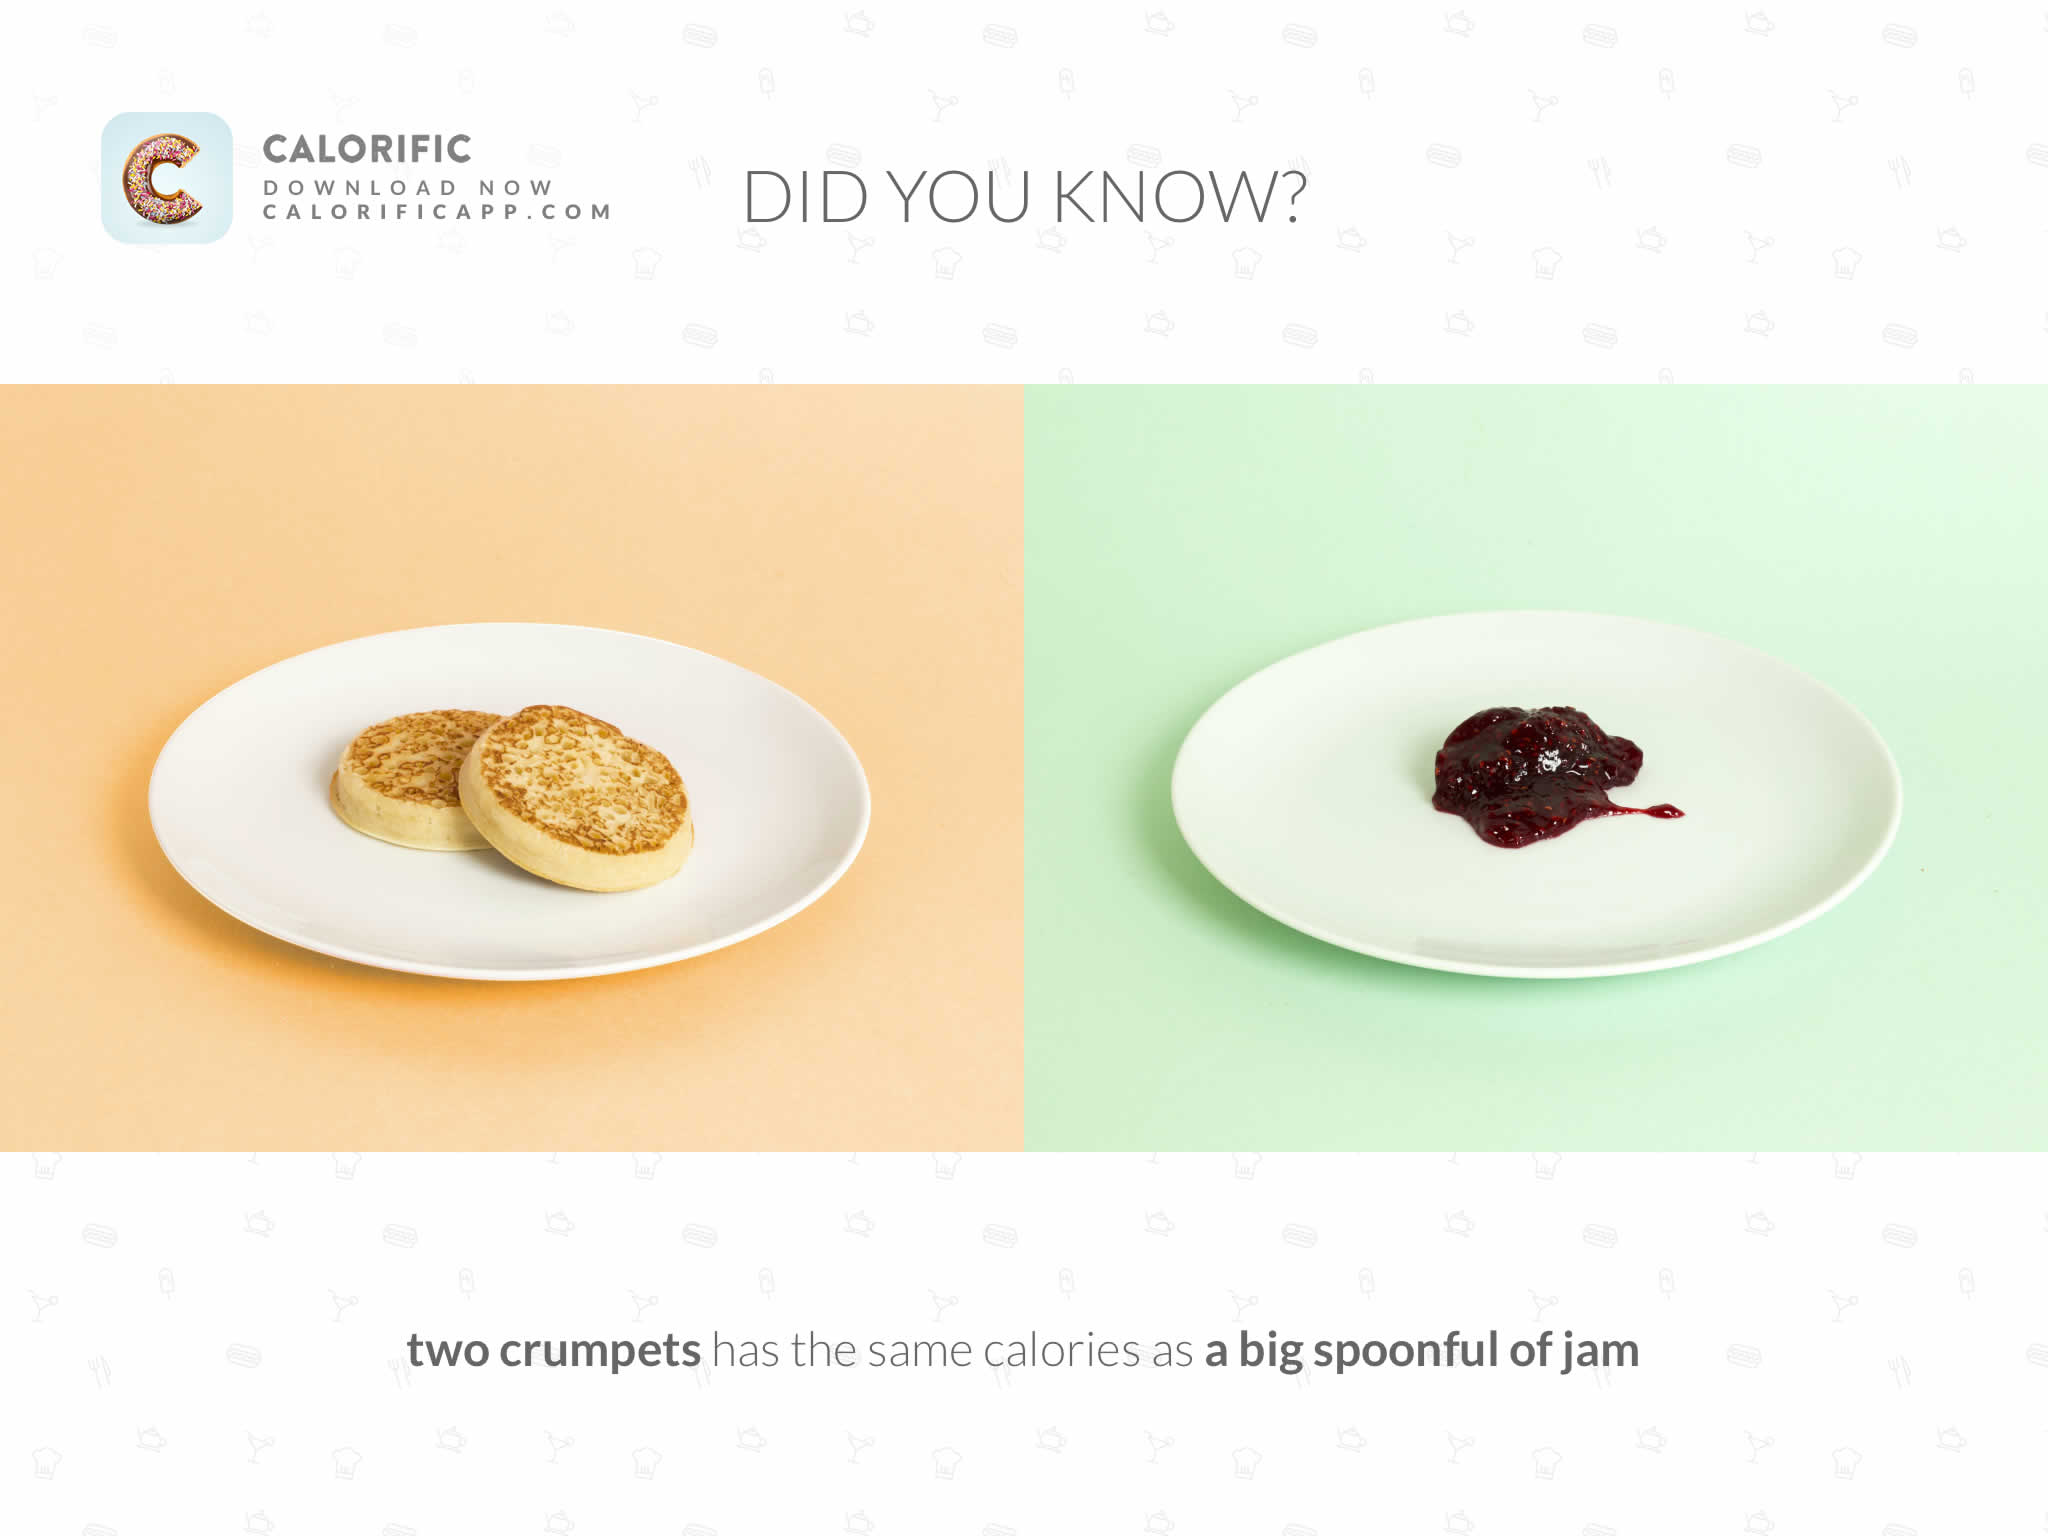 CALORIFIC
DOWNLOAD NOW
CALORIFICAPP.COM
DID YOU KNOW?
two crumpets has the same calories as a big spoonful of jam